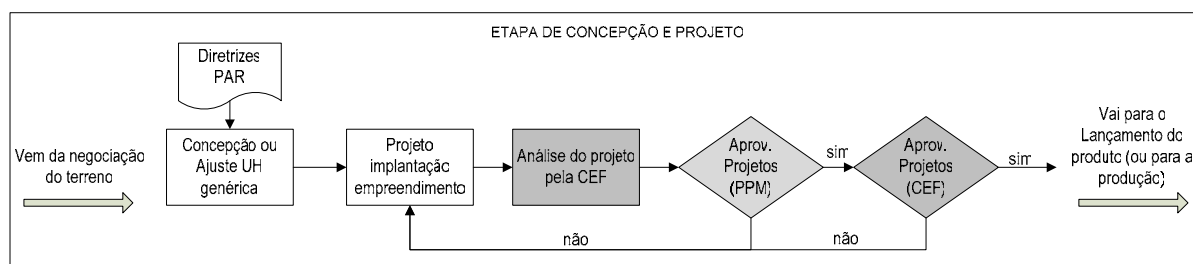 ETAPA DE CONCEPÇÃO E PROJETO
Diretrizes
PAR
Vem da negociação
do terreno
Concepção ou
Ajuste UH
genérica
Projeto
implantação
empreendimento
Análise do projeto
pela CEF
Aprov.
Projetos
(PPM)
sim
Aprov.
Projetos
(CEF)
sim
Vai para o
Lançamento do
produto (ou para a
produção)
não
não